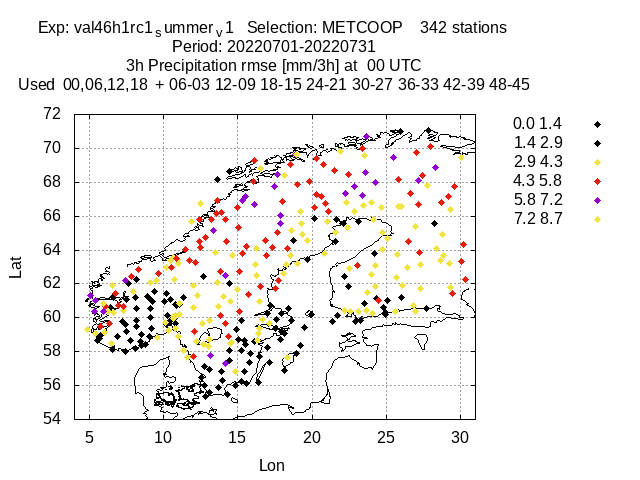 Exp: val46h1rc1summerv1 Selection: METCOOP 342 stations
Period: 20220701-20220731
3h Precipitation rmse [mm/3h] at 00 UTC
Used 00,06,12,18 + 06-03 12-09 18-15 24-21 30-27 36-33 42-39 48-45
72
70
68
66
64
62
60
58
56
54
Lat
5 10 15 20 25 30
Lon
0.0 1.4
1.4 2.9
2.9 4.3
4.3 5.8
5.8 7.2
7.2 8.7